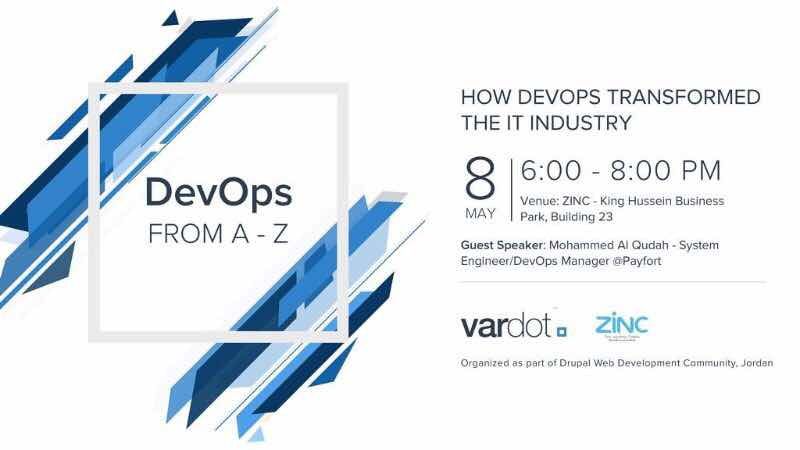 DevOps
FROM A - Z
HOW DEVOPS TRANSFORMED
THE IT INDUSTRY
8
MAY
6:00 - 8:00 PM
Venue: ZINC - King Hussein Business
Park, Building 23
Guest Speaker: Mohammed Al Qudah - System
Engineer/DevOps Manager @Payfort
vardot
ZINC
Organized as part of Drupal Web Development Community, Jordan